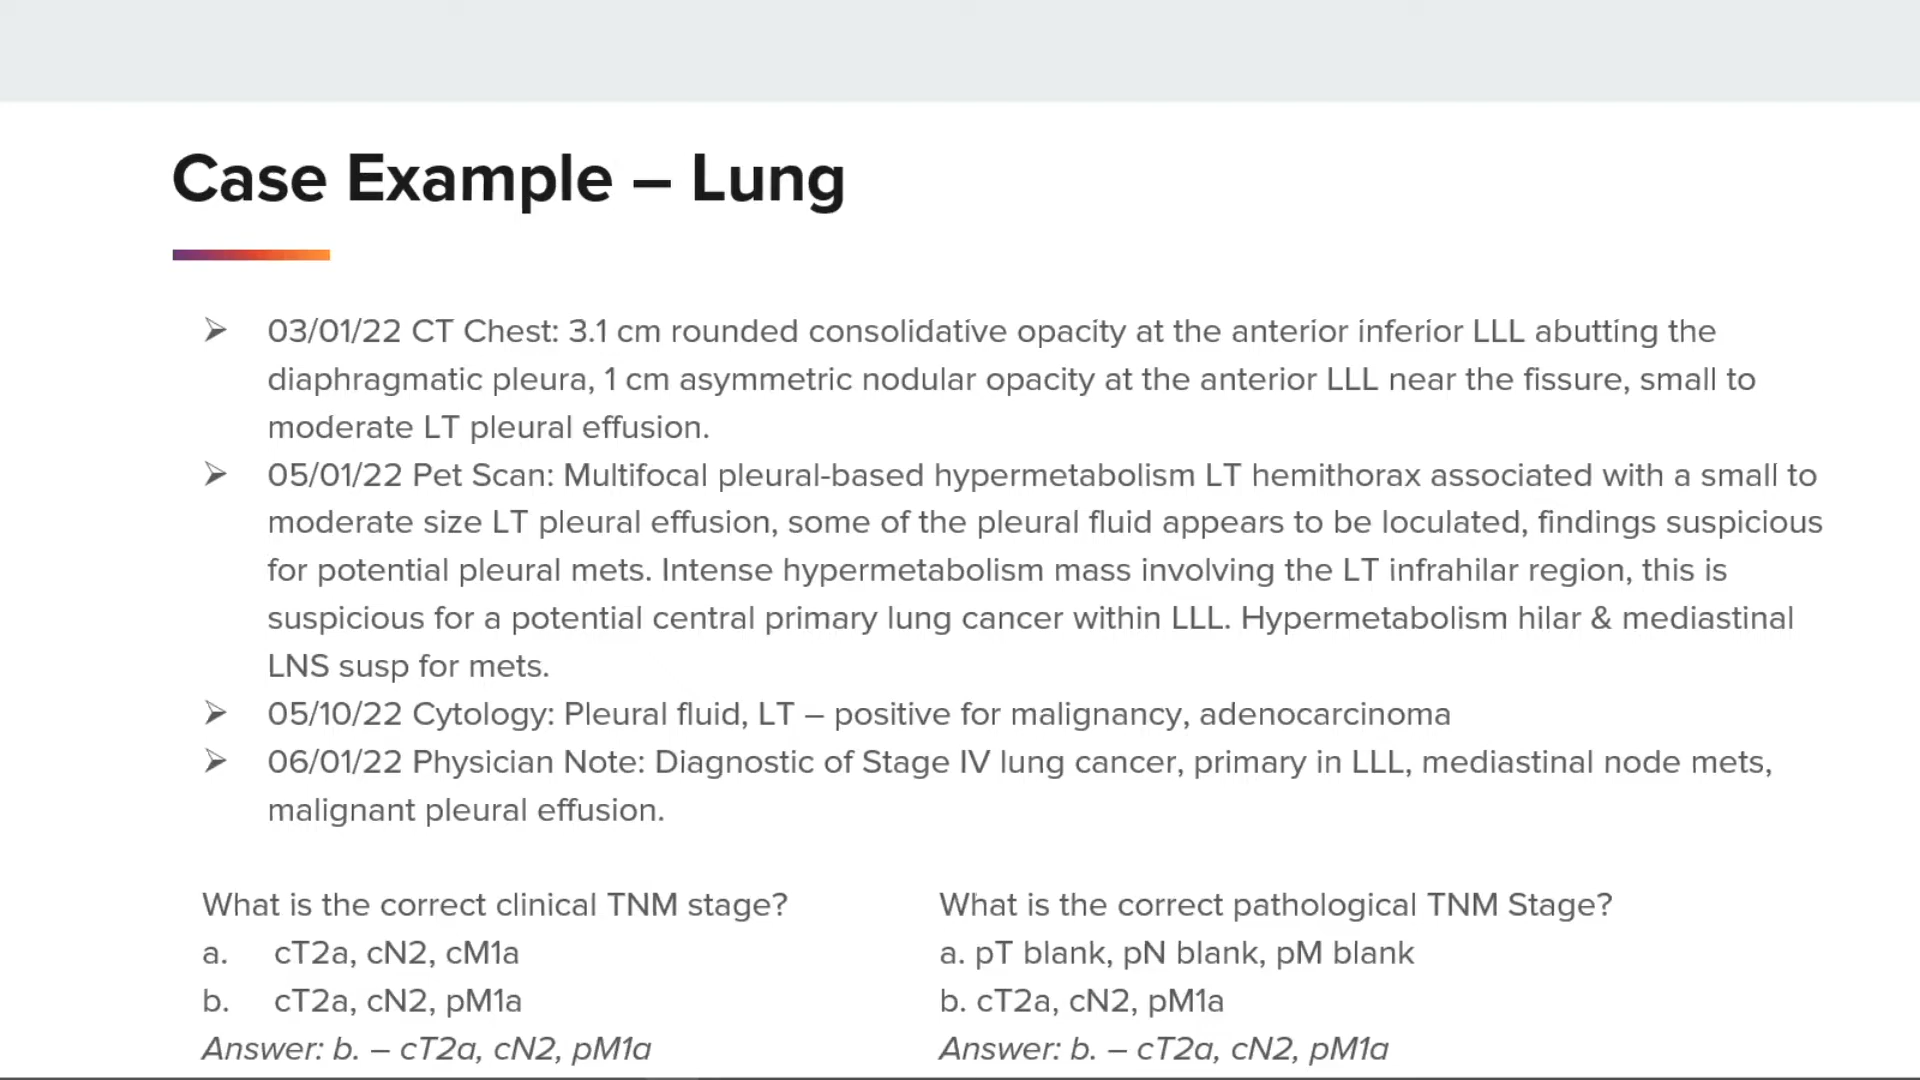 Case Example – Lung
➢ 03/01/22 CT Chest: 3.1 cm rounded consolidative opacity at the anterior inferior LLL abutting the
diaphragmatic pleura, 1 cm asymmetric nodular opacity at the anterior LLL near the fissure, small to
moderate LT pleural effusion.
➢ 05/01/22 Pet Scan: Multifocal pleural-based hypermetabolism LT hemithorax associated with a small to
moderate size LT pleural effusion, some of the pleural fluid appears to be loculated, findings suspicious
for potential pleural mets. Intense hypermetabolism mass involving the LT infrahilar region, this is
suspicious for a potential central primary lung cancer within LLL. Hypermetabolism hilar & mediastinal
LNS susp for mets.
➢ 05/10/22 Cytology: Pleural fluid, LT – positive for malignancy, adenocarcinoma
➢ 06/01/22 Physician Note: Diagnostic of Stage IV lung cancer, primary in LLL, mediastinal node mets,
malignant pleural effusion.
What is the correct clinical TNM stage?
a. cT2a, cN2, cM1a
b. cT2a, cN2, pM1a
Answer: b. – cT2a, cN2, pM1a
What is the correct pathological TNM Stage?
a. pT blank, pN blank, pM blank
b. cT2a, cN2, pM1a
Answer: b. – cT2a, cN2, pM1a